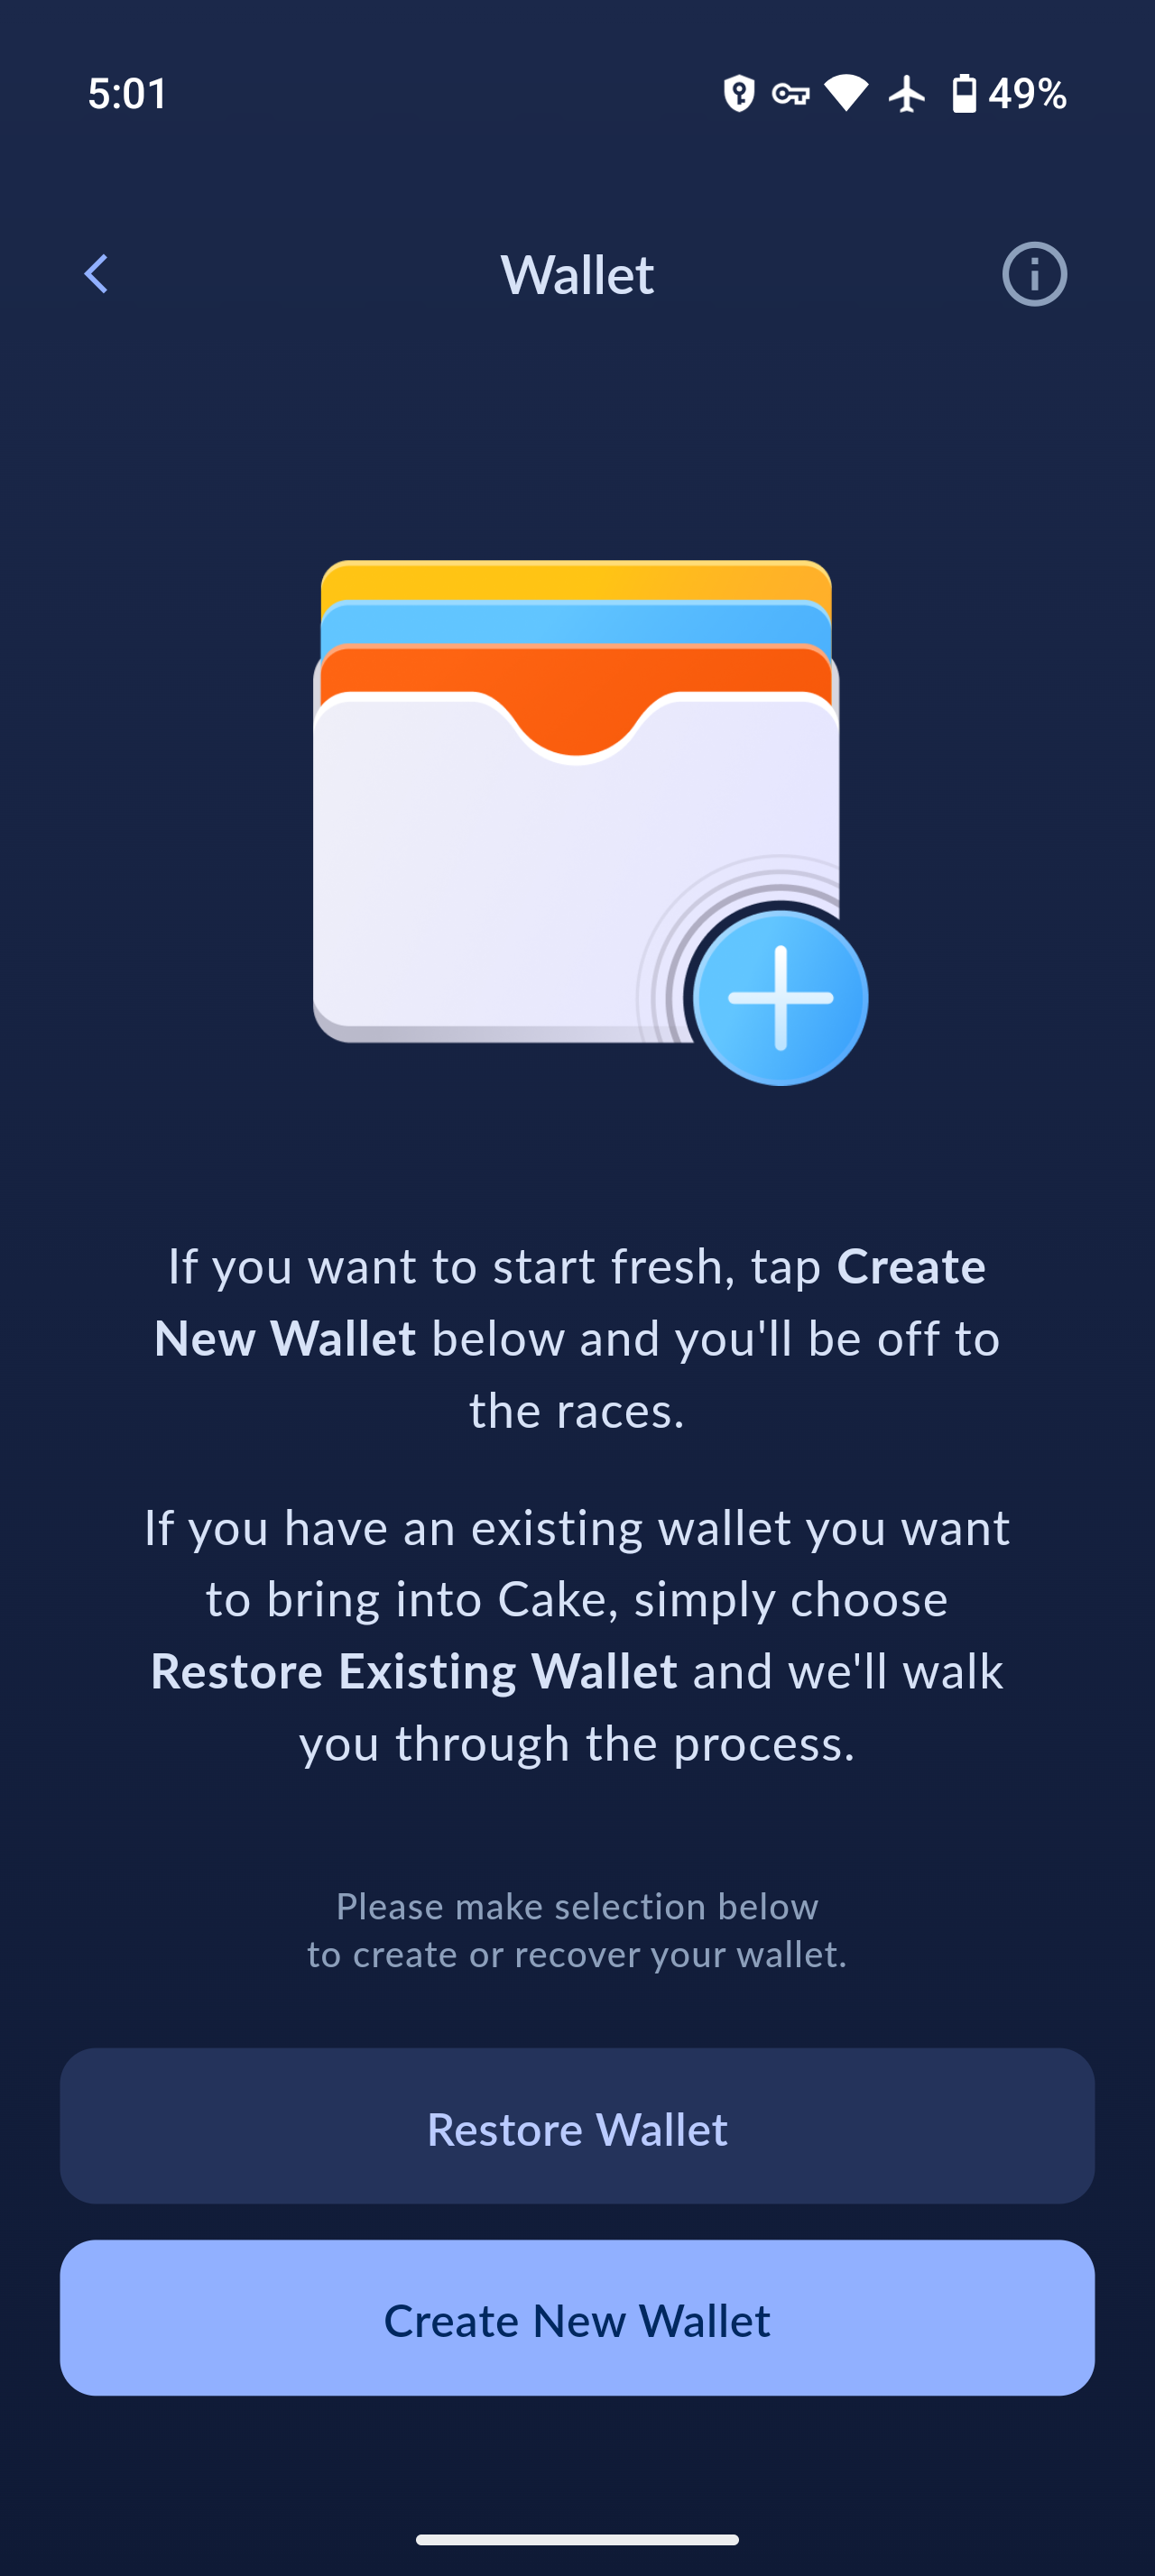 5:01
49%
Wallet
If you want to start fresh, tap Create
New Wallet below and you'll be off to
the races.
If you have an existing wallet you want
to bring into Cake, simply choose
Restore Existing Wallet and we'll walk
you through the process.
Please make selection below
to create or recover your wallet.
Restore Wallet
Create New Wallet